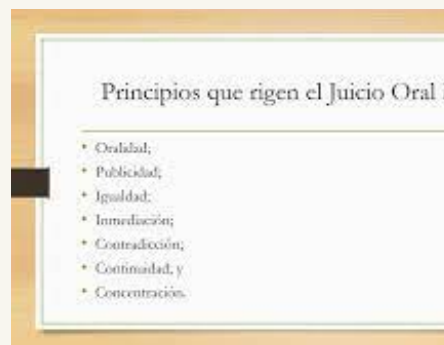 Principios que rigen el Juicio Oral
• Oralidad;
• Publicidad;
• Igualdad;
• Inmediación;
• Contradicción;
• Continuidad; y
• Concentración.